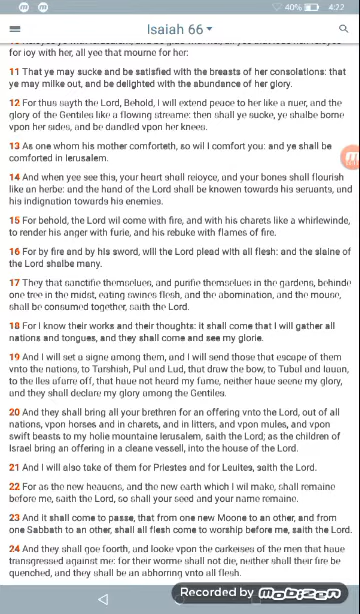 40% 4:22
Isaiah 66
for joy with her, all yee that mourne for her:
11 That ye may sucke and be satisfied with the breasts of her consolations: that
ye may milke out, and be delighted with the abundance of her glory.
12 For thus sayth the Lord, Behold, I will extend peace to her like a riuer, and the
glory of the Gentiles like a flowing streame: then shall ye sucke, ye shalbe borne
vpon her sides, and be dandled vpon her knees.
13 As one whom his mother comforteth, so wil I comfort you: and ye shall be
comforted in Ierusalem.
14 And when yee see this, your heart shall reioyce, and your bones shall flourish
like an herbe: and the hand of the Lord shall be knowen towards his seruants, and
his indignation towards his enemies.
15 For behold, the Lord wil come with fire, and with his charets like a whirlewinde,
to render his anger with furie, and his rebuke with flames of fire.
16 For by fire and by his sword, will the Lord plead with all flesh: and the slaine of
the Lord shalbe many.
17 They that sanctifie themselues, and purifie themselues in the gardens, behinde
one tree in the midst, eating swines flesh, and the abomination, and the mouse,
shall be consumed together, saith the Lord.
18 For I know their works and their thoughts: it shall come that I will gather all
nations and tongues, and they shall come and see my glorie.
19 And I will set a signe among them, and I will send those that escape of them
vnto the nations, to Tarshish, Pul and Lud, that draw the bow, to Tubul and Iauan,
to the Iles afarre off, that haue not heard my fame, neither haue seene my glory,
and they shall declare my glory among the Gentiles.
20 And they shall bring all your brethren for an offering vnto the Lord, out of all
nations, vpon horses and in charets, and in litters, and vpon mules, and vpon
swift beasts to my holie mountaine Ierusalem, saith the Lord; as the children of
Israel bring an offering in a cleane vessell, into the house of the Lord.
21 And I will also take of them for Priestes and for Leuites, saith the Lord.
22 For as the new heauens, and the new earth which I wil make, shall remaine
before me, saith the Lord, so shall your seed and your name remaine.
23 And it shall come to passe, that from one new Moone to an other, and from
one Sabbath to an other, shall all flesh come to worship before me, saith the Lord.
24 And they shall goe foorth, and looke vpon the carkeises of the men that haue
transgressed against me: for their worme shall not die, neither shall their fire be
quenched, and they shall be an abhorring vnto all flesh.
Recorded by Mobizen